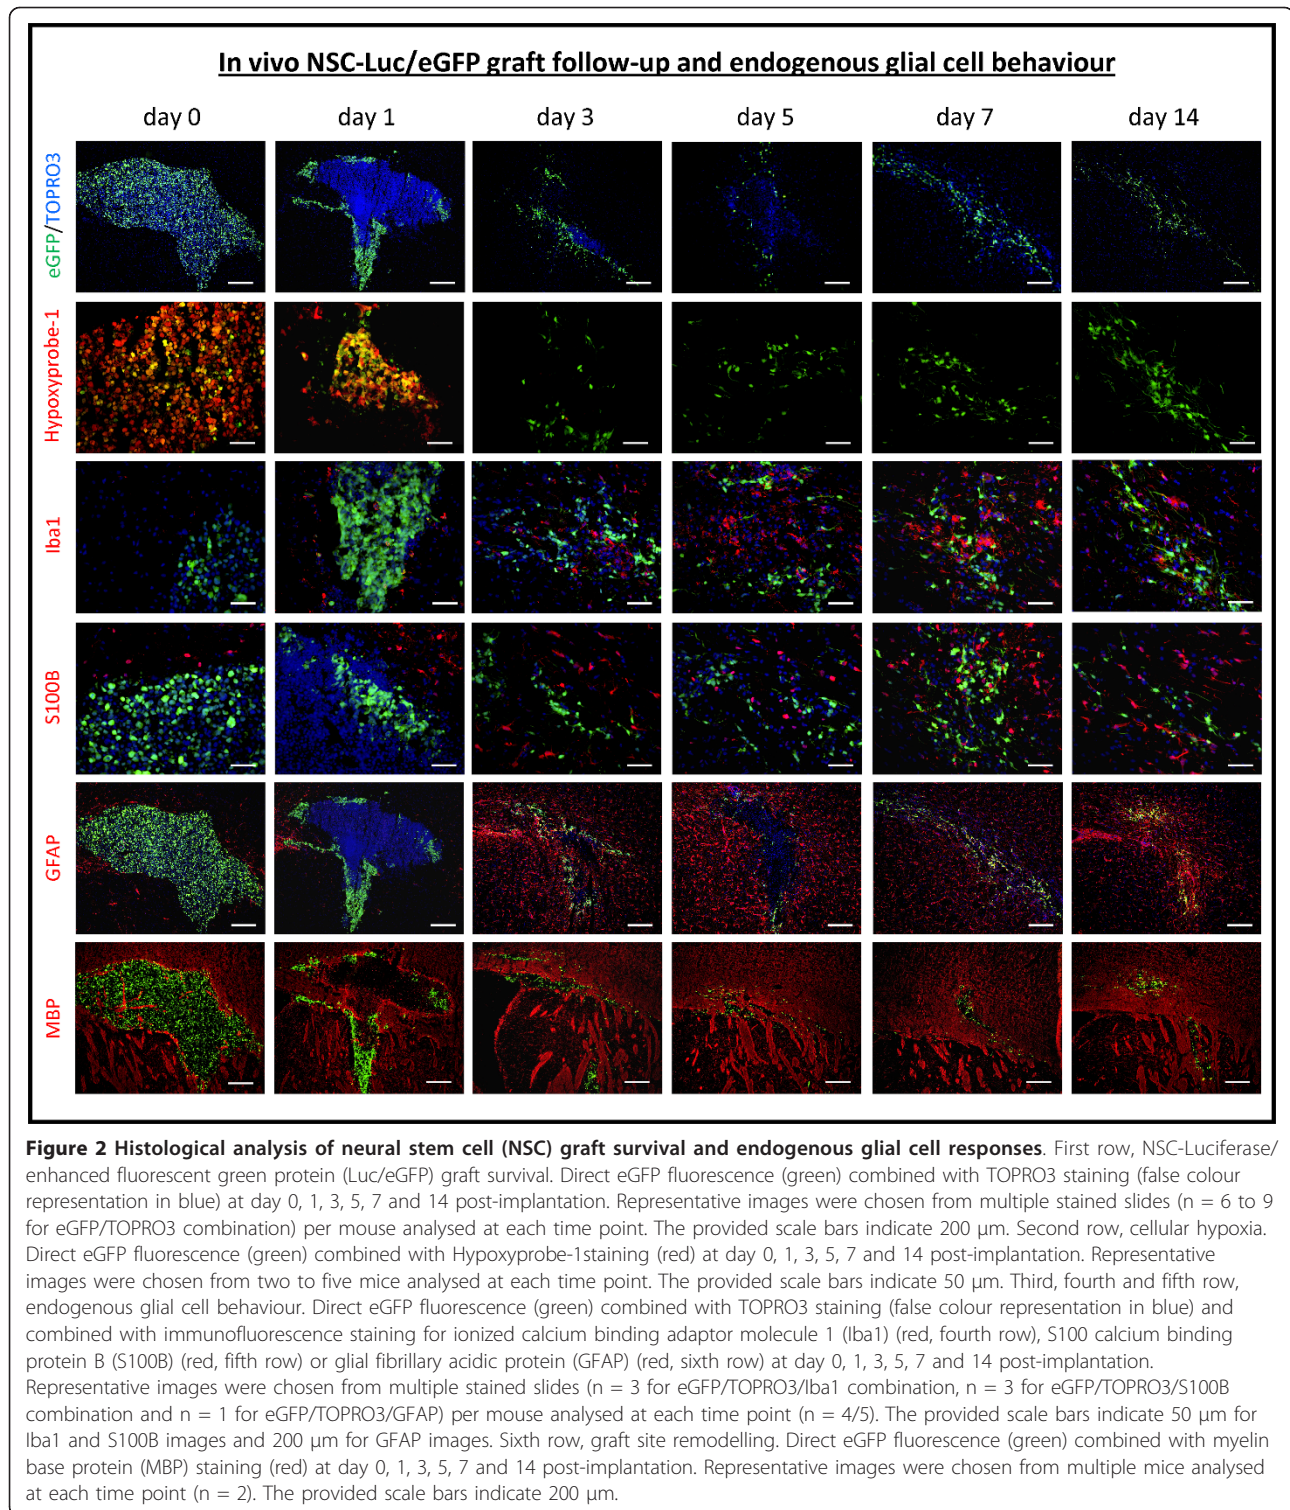 In vivo NSC-Luc/eGFP graft follow-up and endogenous glial cell behaviour
day 0 day 1 day 3 day 5 day 7 day 14
eGFP/TOPRO3
Hypoxyprobe-1
Iba1
S100B
GFAP
MBP
Figure 2 Histological analysis of neural stem cell (NSC) graft survival and endogenous glial cell responses. First row, NSC-Luciferase/
enhanced fluorescent green protein (Luc/eGFP) graft survival. Direct eGFP fluorescence (green) combined with TOPRO3 staining (false colour
representation in blue) at day 0, 1, 3, 5, 7 and 14 post-implantation. Representative images were chosen from multiple stained slides (n = 6 to 9
for eGFP/TOPRO3 combination) per mouse analysed at each time point. The provided scale bars indicate 200 μm. Second row, cellular hypoxia.
Direct eGFP fluorescence (green) combined with Hypoxyprobe-1staining (red) at day 0, 1, 3, 5, 7 and 14 post-implantation. Representative
images were chosen from two to five mice analysed at each time point. The provided scale bars indicate 50 μm. Third, fourth and fifth row,
endogenous glial cell behaviour. Direct eGFP fluorescence (green) combined with TOPRO3 staining (false colour representation in blue) and
combined with immunofluorescence staining for ionized calcium binding adaptor molecule 1 (Iba1) (red, fourth row), S100 calcium binding
protein B (S100B) (red, fifth row) or glial fibrillary acidic protein (GFAP) (red, sixth row) at day 0, 1, 3, 5, 7 and 14 post-implantation.
Representative images were chosen from multiple stained slides (n = 3 for eGFP/TOPRO3/Iba1 combination, n = 3 for eGFP/TOPRO3/S100B
combination and n = 1 for eGFP/TOPRO3/GFAP) per mouse analysed at each time point (n = 4/5). The provided scale bars indicate 50 μm for
Iba1 and S100B images and 200 μm for GFAP images. Sixth row, graft site remodelling. Direct eGFP fluorescence (green) combined with myelin
base protein (MBP) staining (red) at day 0, 1, 3, 5, 7 and 14 post-implantation. Representative images were chosen from multiple mice analysed
at each time point (n = 2). The provided scale bars indicate 200 μm.